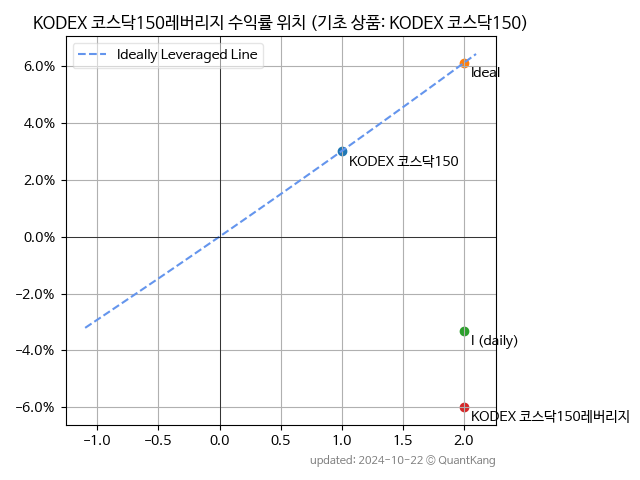 KODEX 코스닥150레버리지 수익률 위치 (기초 상품: KODEX 코스닥150)
Ideally Leveraged Line
6.0%
4.0%
2.0%
0.0%
−2.0%
−4.0%
−6.0%
Ideal
KODEX 코스닥150
I (daily)
KODEX 코스닥150레버리지
−1.0 −0.5 0.0 0.5 1.0 1.5 2.0
updated: 2024-10-22 © QuantKang